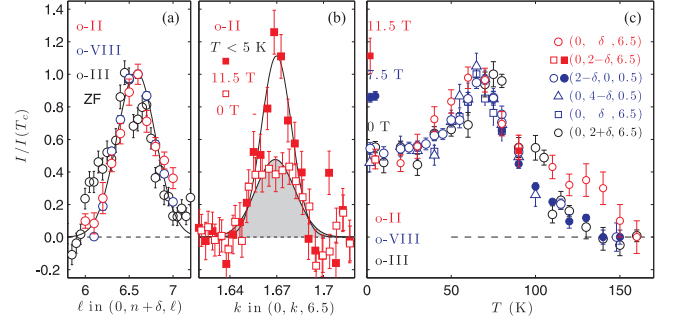 (a)
o-II
o-VIII
o-III
ZF
I/I(T_c)
1.4
1.2
1.0
0.8
0.6
0.4
0.2
0.0
-0.2
6 6.5 7
ℓ in (0, n+δ, ℓ)
(b)
o-II
T < 5 K
11.5 T
0 T
1.64 1.67 1.7
k in (0, k, 6.5)
(c)
11.5 T
7.5 T
0 T
(0, δ, 6.5)
(0, 2−δ, 6.5)
(2−δ, 0, 0.5)
(0, 4−δ, 0.5)
(0, δ, 6.5)
(0, 2+δ, 6.5)
o-II
o-VIII
o-III
0 50 100 150
T (K)